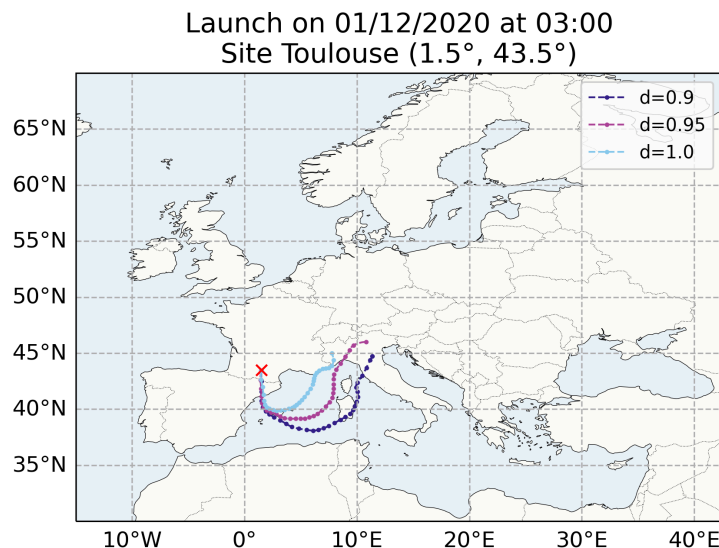 Launch on 01/12/2020 at 03:00
Site Toulouse (1.5°, 43.5°)
d=0.9
d=0.95
d=1.0
65°N
60°N
55°N
50°N
45°N
40°N
35°N
10°W 0° 10°E 20°E 30°E 40°E